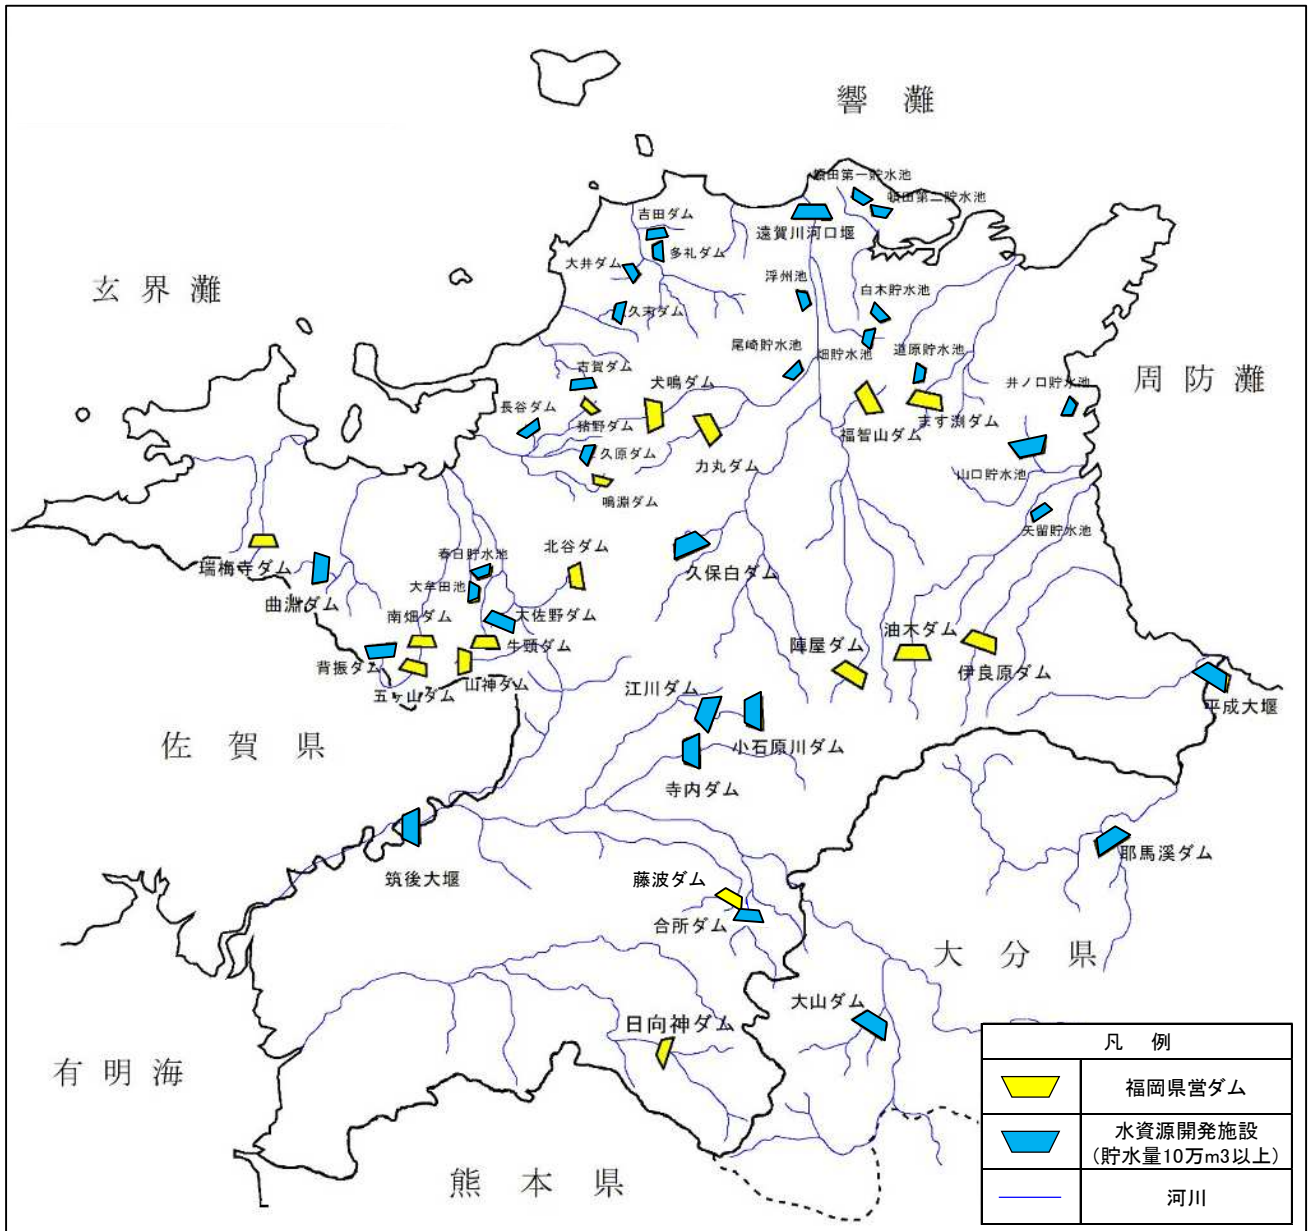 響灘
頓田第一貯水池
頓田第二貯水池
吉田ダム
遠賀川河口堰
多礼ダム
大井ダム
玄界灘
浮州池
白木貯水池
久末ダム
尾崎貯水池
畑貯水池
道原貯水池
古賀ダム
犬鳴ダム
井ノ口貯水池
周防灘
長谷ダム
猪野ダム
ます渕ダム
福智山ダム
久原ダム
力丸ダム
山口貯水池
鳴淵ダム
矢留貯水池
北谷ダム
春日貯水池
瑞梅寺ダム
久保白ダム
大牟田池
曲淵ダム
南畑ダム
大佐野ダム
油木ダム
牛頸ダム
陣屋ダム
伊良原ダム
背振ダム
山神ダム
五ヶ山ダム
江川ダム
平成大堰
佐賀県
小石原川ダム
寺内ダム
耶馬溪ダム
筑後大堰
藤波ダム
合所ダム
大分県
大山ダム
日向神ダム
有明海
熊本県
凡例
福岡県営ダム
水資源開発施設
(貯水量10万m3以上)
河川